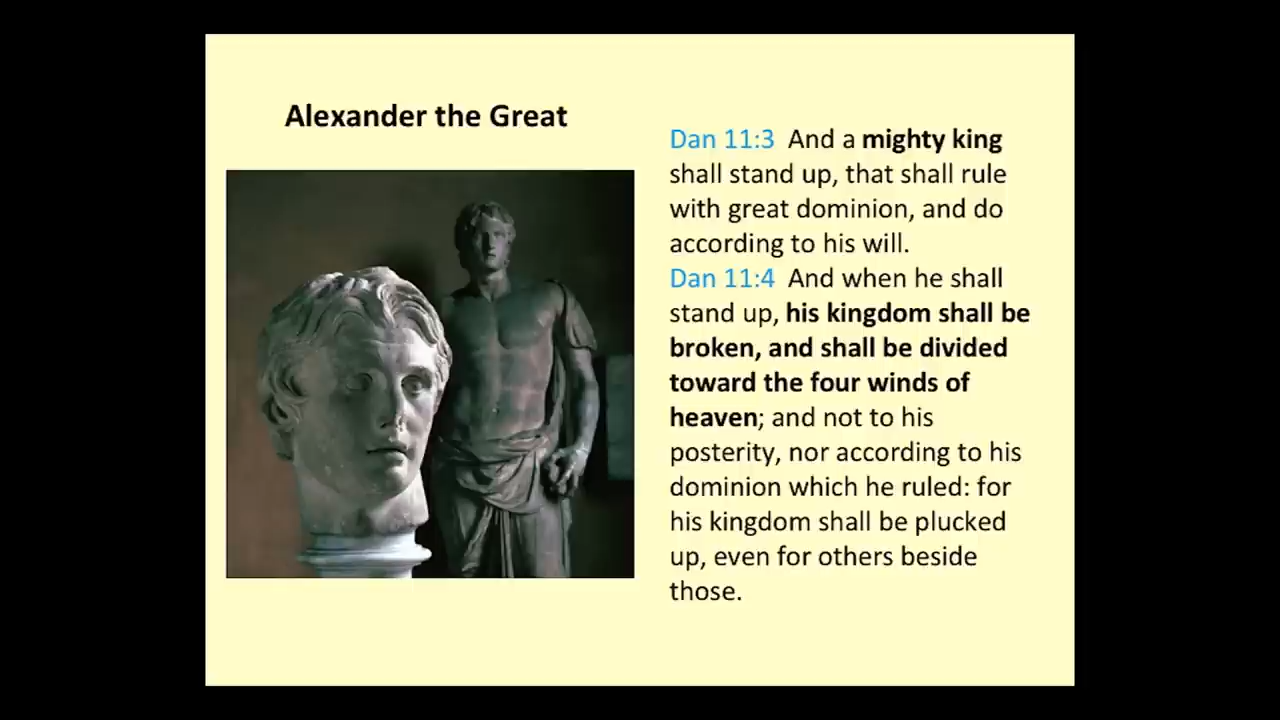 Alexander the Great
Dan 11:3 And a mighty king
shall stand up, that shall rule
with great dominion, and do
according to his will.
Dan 11:4 And when he shall
stand up, his kingdom shall be
broken, and shall be divided
toward the four winds of
heaven; and not to his
posterity, nor according to his
dominion which he ruled: for
his kingdom shall be plucked
up, even for others beside
those.